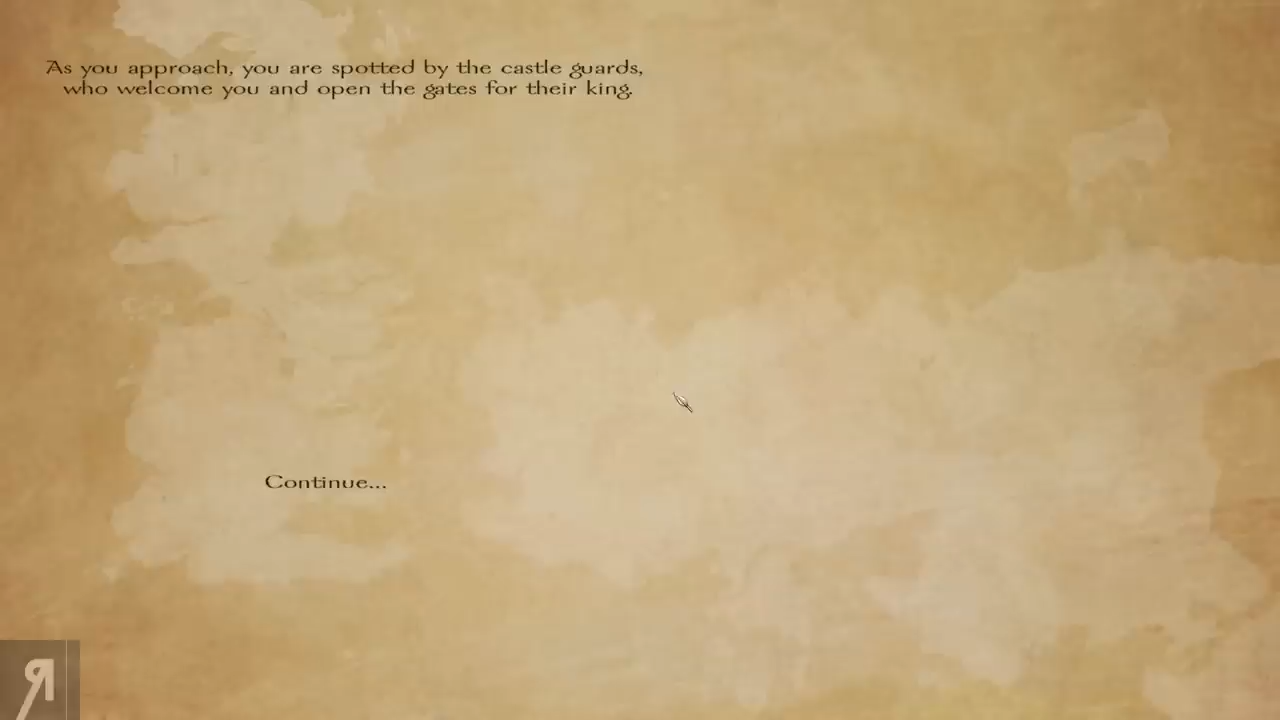 As you approach, you are spotted by the castle guards,
who welcome you and open the gates for their king.
Continue...